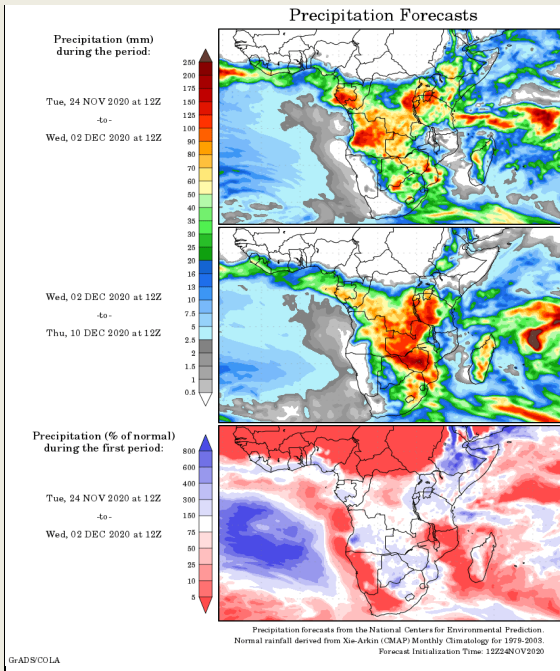 Precipitation Forecasts
Precipitation (mm)
during the period:
Tue, 24 NOV 2020 at 12Z
-to-
Wed, 02 DEC 2020 at 12Z
250
200
175
150
125
100
90
80
70
60
50
40
35
30
25
20
16
13
10
7.5
5
2.5
2
1.5
1
0.5
Wed, 02 DEC 2020 at 12Z
-to-
Thu, 10 DEC 2020 at 12Z
Precipitation (% of normal)
during the first period:
Tue, 24 NOV 2020 at 12Z
-to-
Wed, 02 DEC 2020 at 12Z
800
600
400
300
150
75
50
25
10
5
Precipitation forecasts from the National Centers for Environmental Prediction.
Normal rainfall derived from Xie-Arkin (CMAP) Monthly Climatology for 1979-2003.
Forecast Initialization Time: 12Z24NOV2020
GrADS/COLA